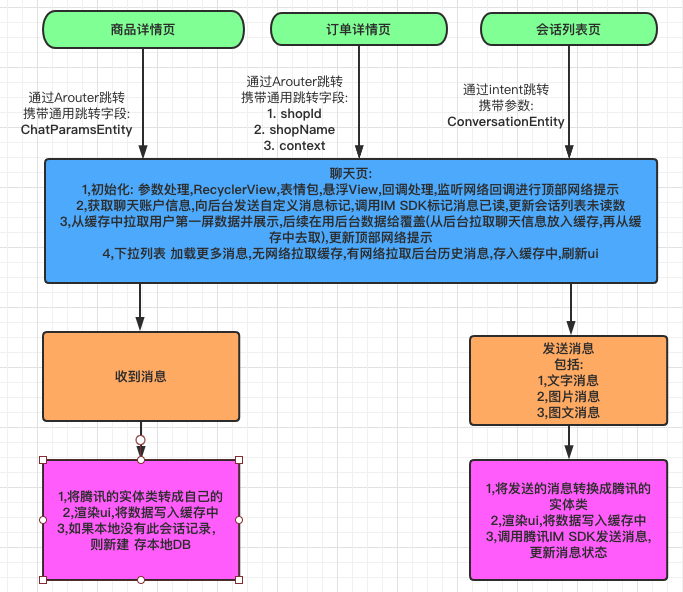 商品详情页
订单详情页
会话列表页
通过Arouter跳转
携带通用跳转字段:
ChatParamsEntity
通过Arouter跳转
携带通用跳转字段:
1. shopId
2. shopName
3. context
通过intent跳转
携带参数:
ConversationEntity
聊天页:
1,初始化: 参数处理,RecyclerView,表情包,悬浮View,回调处理,监听网络回调进行顶部网络提示
2,获取聊天账户信息,向后台发送自定义消息标记,调用IM SDK标记消息已读,更新会话列表未读数
3,从缓存中拉取用户第一屏数据并展示,后续在用后台数据给覆盖(从后台拉取聊天信息放入缓存,再从缓
存中去取),更新顶部网络提示
4,下拉列表 加载更多消息,无网络拉取缓存,有网络拉取后台历史消息,存入缓存中,刷新ui
收到消息
发送消息
包括:
1,文字消息
2,图片消息
3,图文消息
1,将腾讯的实体类转成自己的
2,渲染ui,将数据写入缓存中
3,如果本地没有此会话记录,
则新建 存本地DB
1,将发送的消息转换成腾讯的
实体类
2,渲染ui,将数据写入缓存中
3,调用腾讯IM SDK发送消息,
更新消息状态